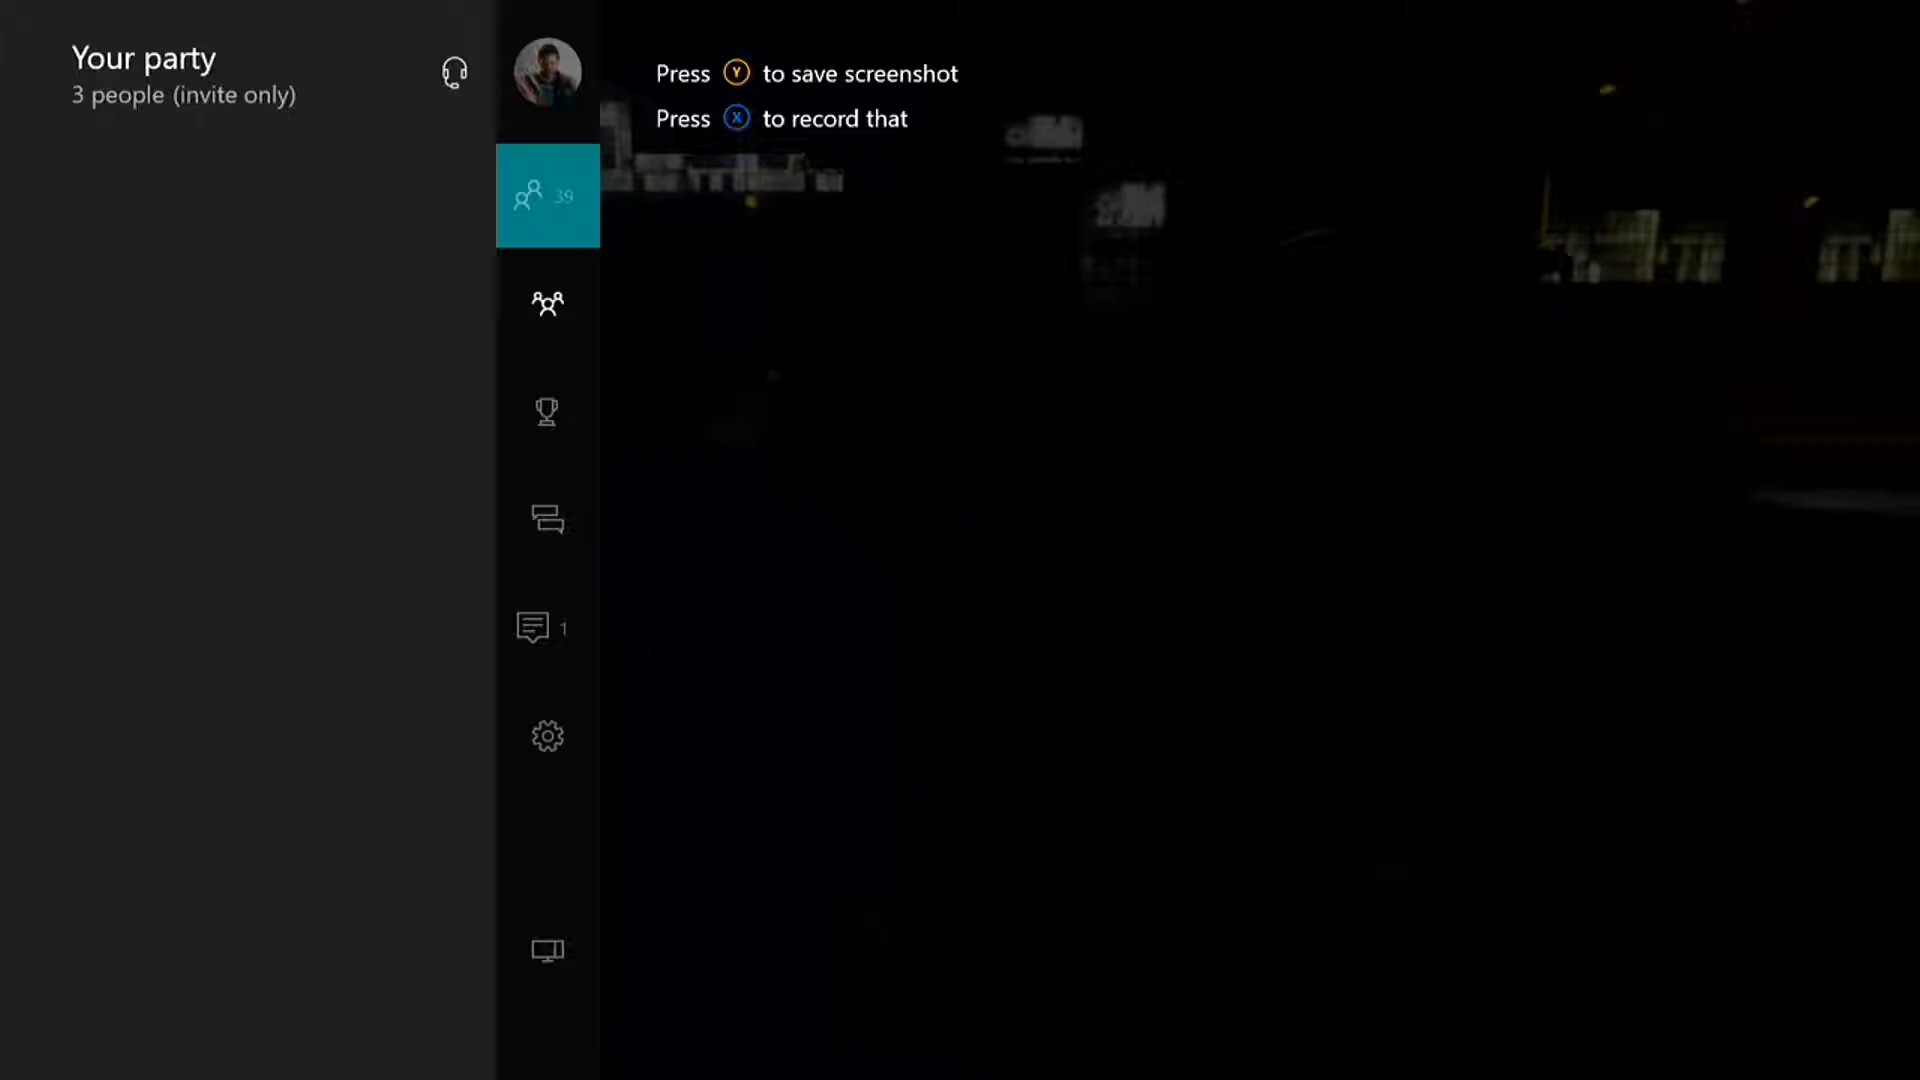 Your party
3 people (invite only)
39
1
Press Y to save screenshot
Press X to record that